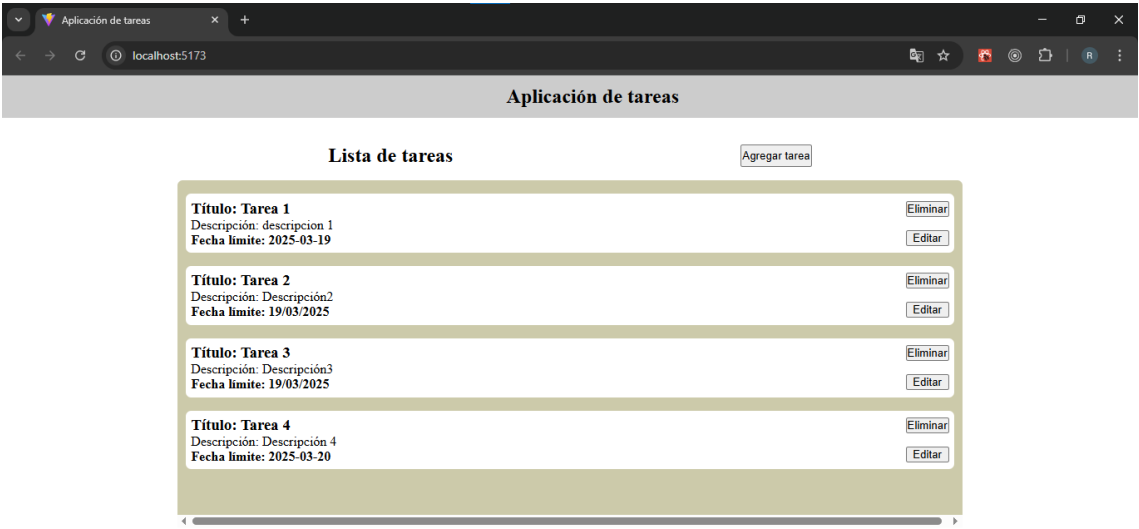 Aplicación de tareas
localhost:5173
R
Aplicación de tareas
Lista de tareas
Agregar tarea
Título: Tarea 1
Eliminar
Descripción: descripcion 1
Fecha límite: 2025-03-19
Editar
Título: Tarea 2
Eliminar
Descripción: Descripción2
Fecha límite: 19/03/2025
Editar
Título: Tarea 3
Eliminar
Descripción: Descripción3
Fecha límite: 19/03/2025
Editar
Título: Tarea 4
Eliminar
Descripción: Descripción 4
Fecha límite: 2025-03-20
Editar